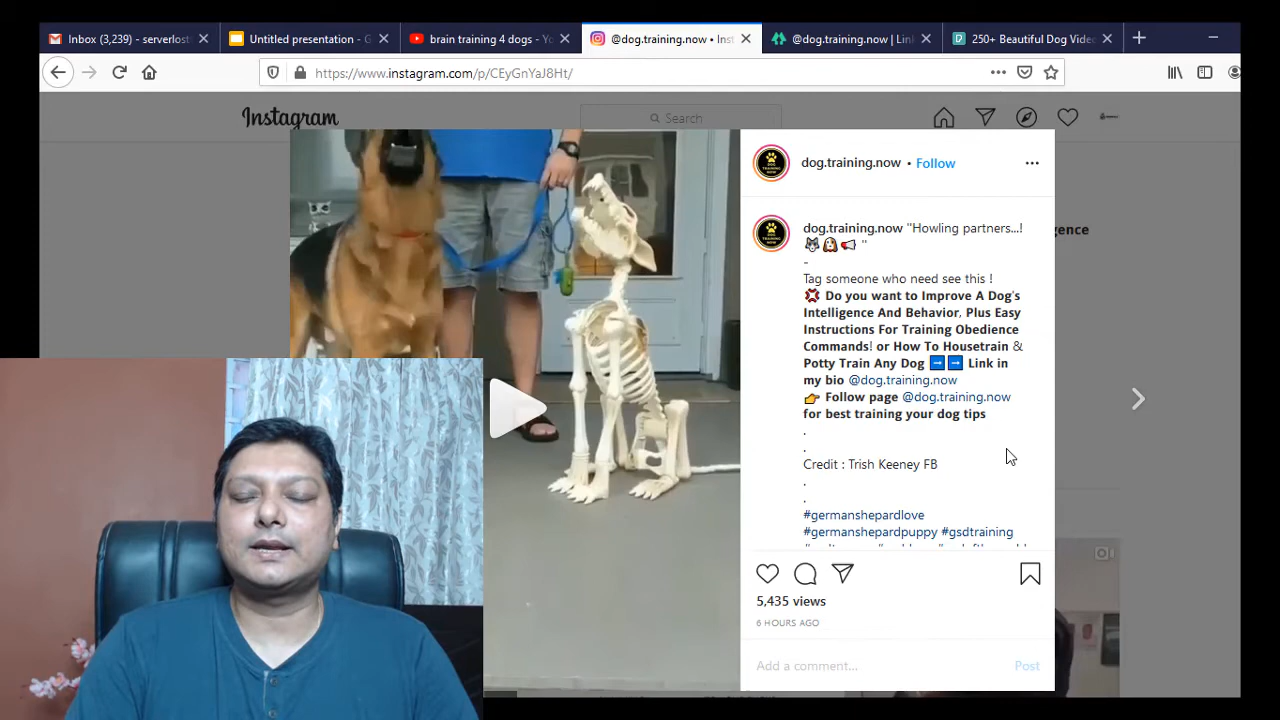 Inbox (3,239) - serverlost
Untitled presentation - G
brain training 4 dogs - Yo
@dog.training.now • Inst
@dog.training.now | Lin
250+ Beautiful Dog Vide
https://www.instagram.com/p/CEyGnYaJ8Ht/
Instagram
Search
dog.training.now • Follow
dog.training.now "Howling partners...!
🐺🐶📢 "
-
Tag someone who need see this !
💢 Do you want to Improve A Dog's
Intelligence And Behavior, Plus Easy
Instructions For Training Obedience
Commands! or How To Housetrain &
Potty Train Any Dog ➡️➡️ Link in
my bio @dog.training.now
👉 Follow page @dog.training.now
for best training your dog tips
.
.
Credit : Trish Keeney FB
.
.
#germanshepardlove
#germanshepardpuppy #gsdtraining
5,435 views
6 HOURS AGO
Add a comment...
Post
gence
DOG
TRAINING
NOW